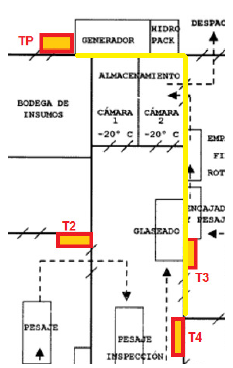 TP
GENERADOR
HIDRO
PACK
DESPAC
ALMACENAMIENTO
BODEGA DE
INSUMOS
CÁMARA
1
-20° C
CÁMARA
2
-20° C
EMP
FI
ROT
ENCAJAD
Y PESAJ
T2
GLASEADO
T3
PESAJE
PESAJE
INSPECCIÓN
T4